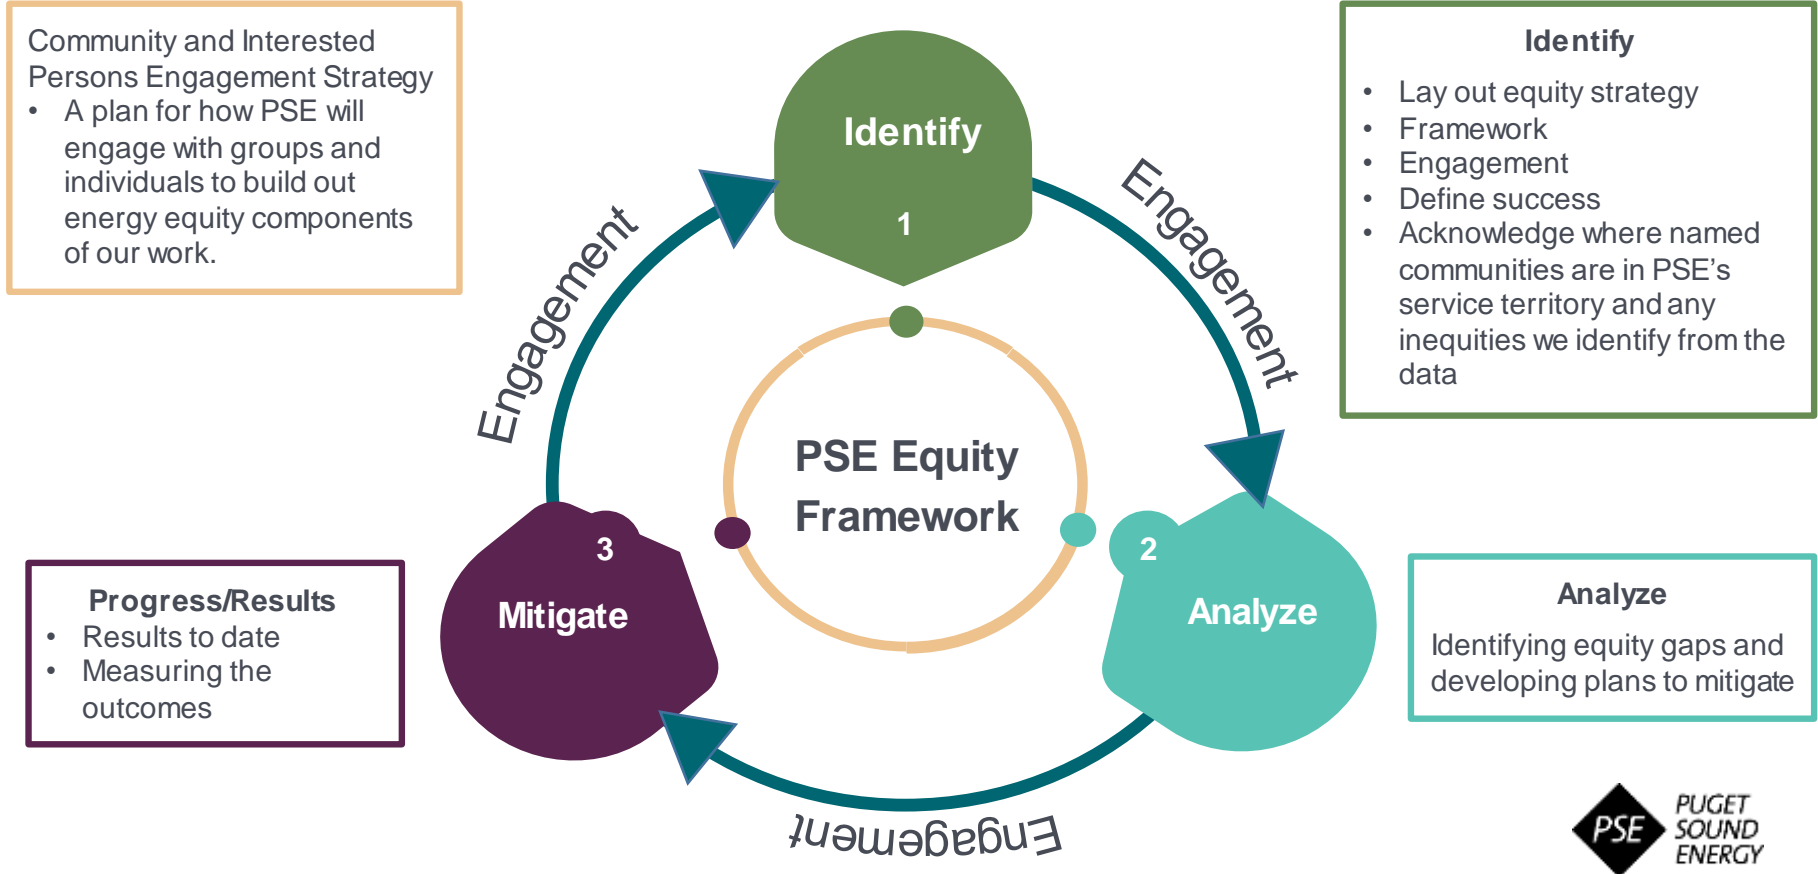 Community and Interested
Persons Engagement Strategy
• A plan for how PSE will
engage with groups and
individuals to build out
energy equity components
of our work.
Identify
1
Engagement
Engagement
Identify
• Lay out equity strategy
• Framework
• Engagement
• Define success
• Acknowledge where named
communities are in PSE's
service territory and any
inequities we identify from the
data
PSE Equity
Framework
3
Mitigate
2
Analyze
Progress/Results
• Results to date
• Measuring the
outcomes
Analyze
Identifying equity gaps and
developing plans to mitigate
Engagement
PSE
PUGET
SOUND
ENERGY